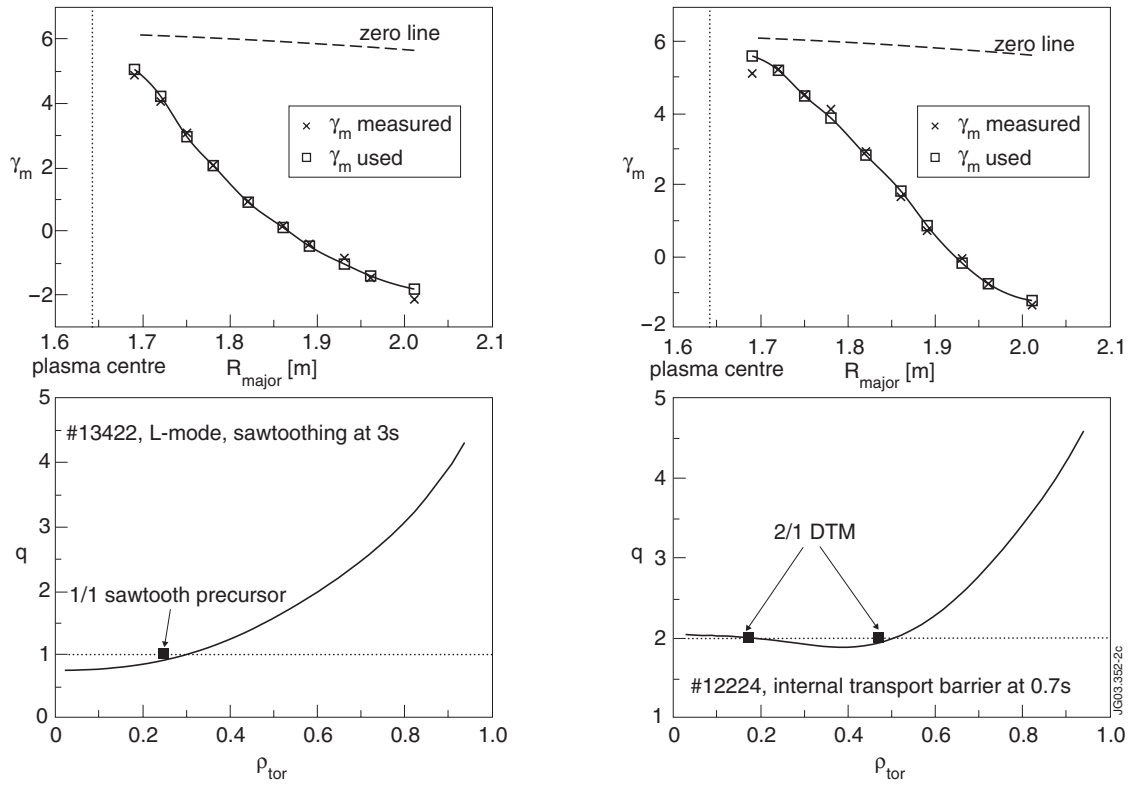 6
4
2
0
−2
γm
zero line
γm measured
γm used
1.6 1.7 1.8 1.9 2.0 2.1
plasma centre
Rmajor [m]
6
4
2
0
−2
γm
zero line
γm measured
γm used
1.6 1.7 1.8 1.9 2.0 2.1
plasma centre
Rmajor [m]
5
4
3
2
1
0
q
#13422, L-mode, sawtoothing at 3s
1/1 sawtooth precursor
0 0.2 0.4 0.6 0.8 1.0
ρtor
5
4
3
2
1
q
2/1 DTM
#12224, internal transport barrier at 0.7s
0 0.2 0.4 0.6 0.8 1.0
ρtor
JG03.352-2c